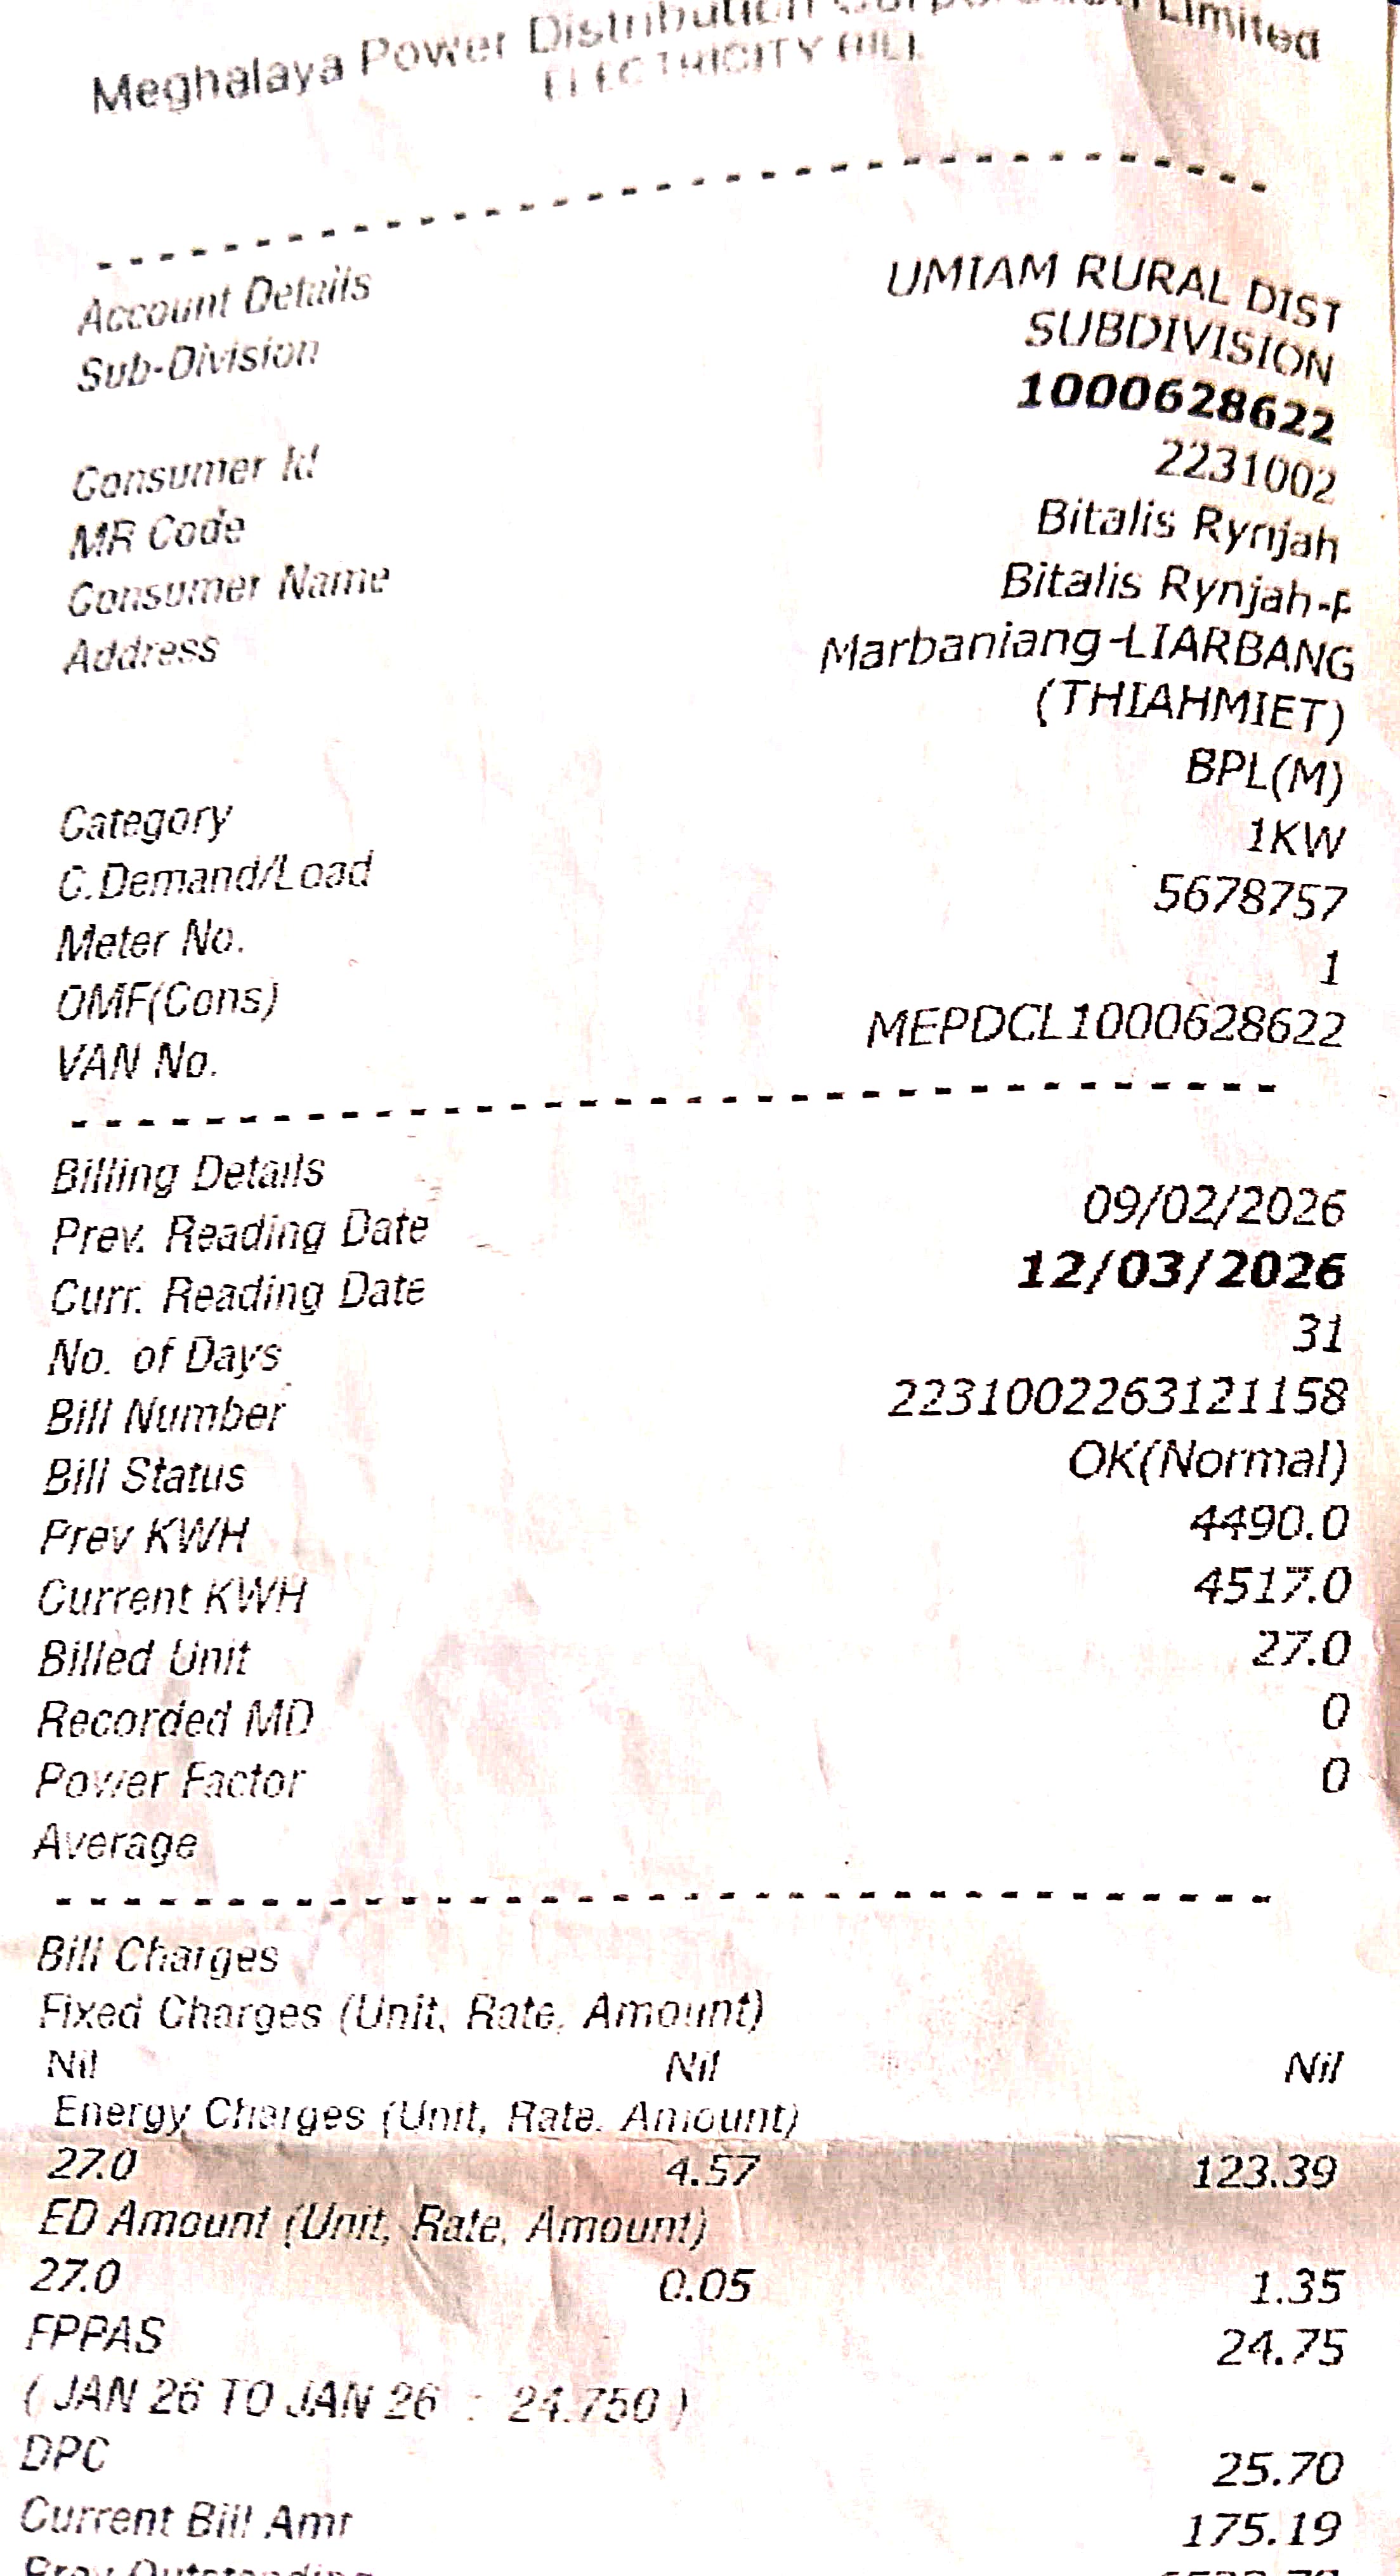 Meghalaya Power Distribution Corporation Limited
ELECTRICITY BILL
Account Details
Sub-Division UMIAM RURAL DIST
SUBDIVISION
Consumer Id 1000628622
MR Code 2231002
Consumer Name Bitalis Rynjah
Address Bitalis Rynjah-
Marbaniang-LIARBANG
(THIAHMIET)
Category BPL(M)
C.Demand/Load 1KW
Meter No. 5678757
OMF(Cons) 1
VAN No. MEPDCL1000628622
Billing Details
Prev. Reading Date 09/02/2026
Curr. Reading Date 12/03/2026
No. of Days 31
Bill Number 2231002263121158
Bill Status OK(Normal)
Prev KWH 4490.0
Current KWH 4517.0
Billed Unit 27.0
Recorded MD 0
Power Factor 0
Average
Bill Charges
Fixed Charges (Unit, Rate, Amount)
Nil Nil Nil
Energy Charges (Unit, Rate, Amount)
27.0 4.57 123.39
ED Amount (Unit, Rate, Amount)
27.0 0.05 1.35
FPPAS 24.75
( JAN 26 TO JAN 26 : 24.750 )
DPC 25.70
Current Bill Amt 175.19
Prev Outstanding